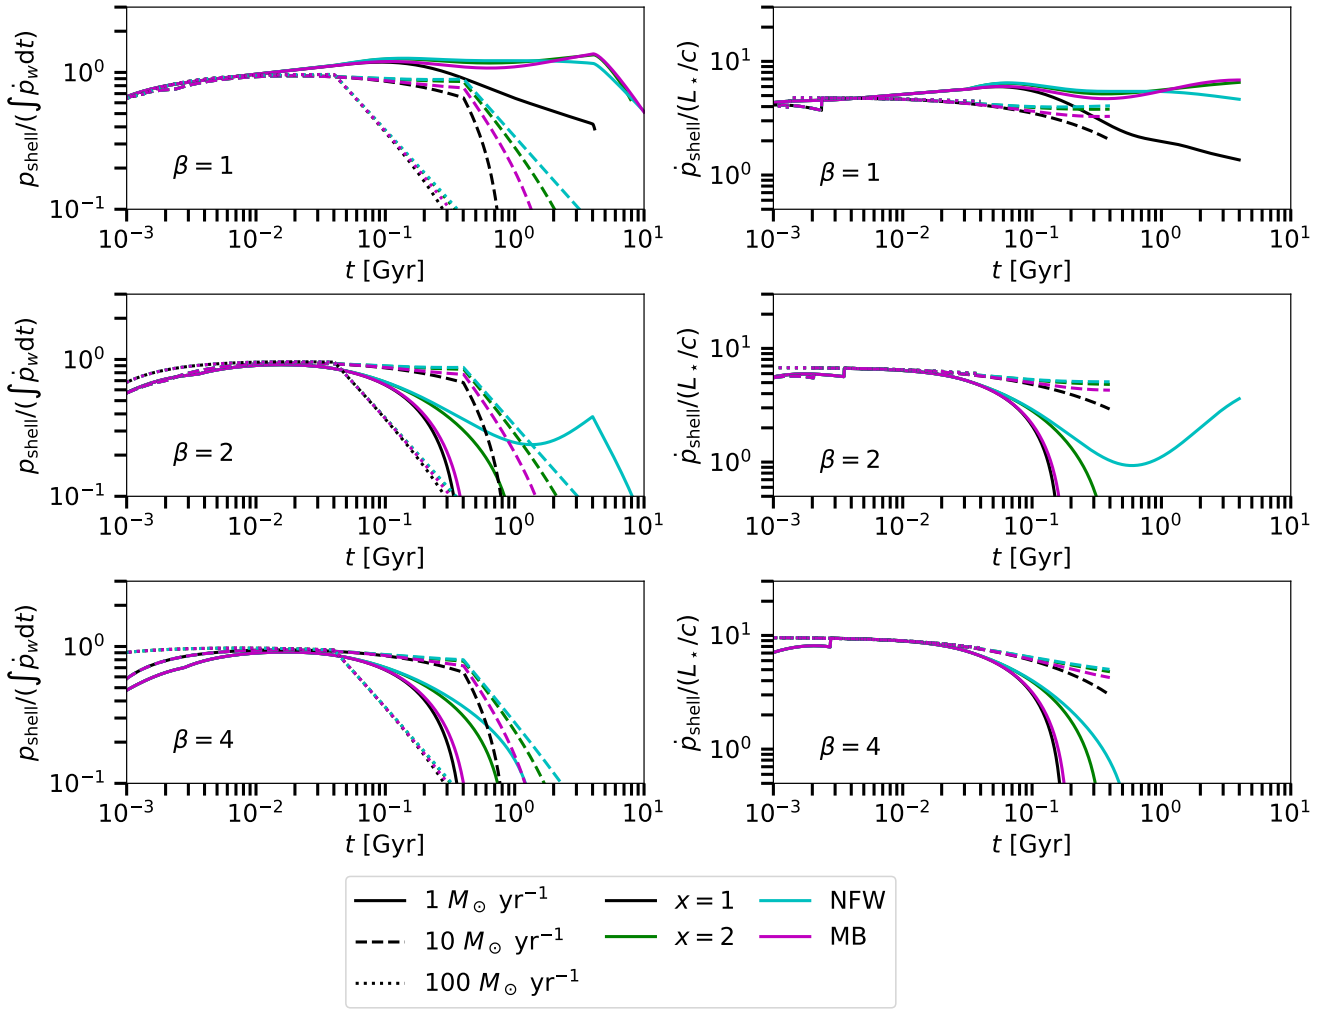 p_shell/(∫ṗ_w dt)
10^0
10^−1
β = 1
10^−3 10^−2 10^−1 10^0 10^1
t [Gyr]
ṗ_shell/(L⋆/c)
10^1
10^0
β = 1
10^−3 10^−2 10^−1 10^0 10^1
t [Gyr]
p_shell/(∫ṗ_w dt)
10^0
10^−1
β = 2
10^−3 10^−2 10^−1 10^0 10^1
t [Gyr]
ṗ_shell/(L⋆/c)
10^1
10^0
β = 2
10^−3 10^−2 10^−1 10^0 10^1
t [Gyr]
p_shell/(∫ṗ_w dt)
10^0
10^−1
β = 4
10^−3 10^−2 10^−1 10^0 10^1
t [Gyr]
ṗ_shell/(L⋆/c)
10^1
10^0
β = 4
10^−3 10^−2 10^−1 10^0 10^1
t [Gyr]
1 M_⊙ yr^−1
10 M_⊙ yr^−1
100 M_⊙ yr^−1
x = 1
x = 2
NFW
MB